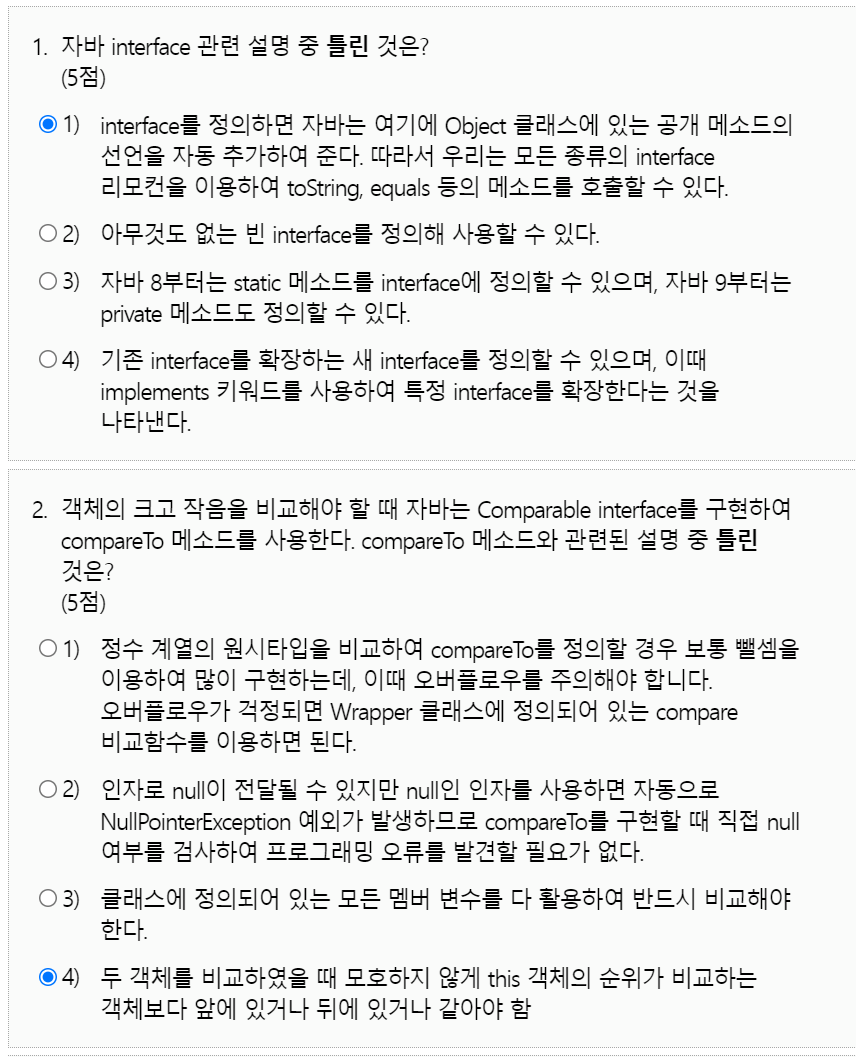 1. 자바 interface 관련 설명 중 틀린 것은?
(5점)
1) interface를 정의하면 자바는 여기에 Object 클래스에 있는 공개 메소드의
선언을 자동 추가하여 준다. 따라서 우리는 모든 종류의 interface
리모컨을 이용하여 toString, equals 등의 메소드를 호출할 수 있다.
2) 아무것도 없는 빈 interface를 정의해 사용할 수 있다.
3) 자바 8부터는 static 메소드를 interface에 정의할 수 있으며, 자바 9부터는
private 메소드도 정의할 수 있다.
4) 기존 interface를 확장하는 새 interface를 정의할 수 있으며, 이때
implements 키워드를 사용하여 특정 interface를 확장한다는 것을
나타낸다.
2. 객체의 크고 작음을 비교해야 할 때 자바는 Comparable interface를 구현하여
compareTo 메소드를 사용한다. compareTo 메소드와 관련된 설명 중 틀린
것은?
(5점)
1) 정수 계열의 원시타입을 비교하여 compareTo를 정의할 경우 보통 뺄셈을
이용하여 많이 구현하는데, 이때 오버플로우를 주의해야 합니다.
오버플로우가 걱정되면 Wrapper 클래스에 정의되어 있는 compare
비교함수를 이용하면 된다.
2) 인자로 null이 전달될 수 있지만 null인 인자를 사용하면 자동으로
NullPointerException 예외가 발생하므로 compareTo를 구현할 때 직접 null
여부를 검사하여 프로그래밍 오류를 발견할 필요가 없다.
3) 클래스에 정의되어 있는 모든 멤버 변수를 다 활용하여 반드시 비교해야
한다.
4) 두 객체를 비교하였을 때 모호하지 않게 this 객체의 순위가 비교하는
객체보다 앞에 있거나 뒤에 있거나 같아야 함